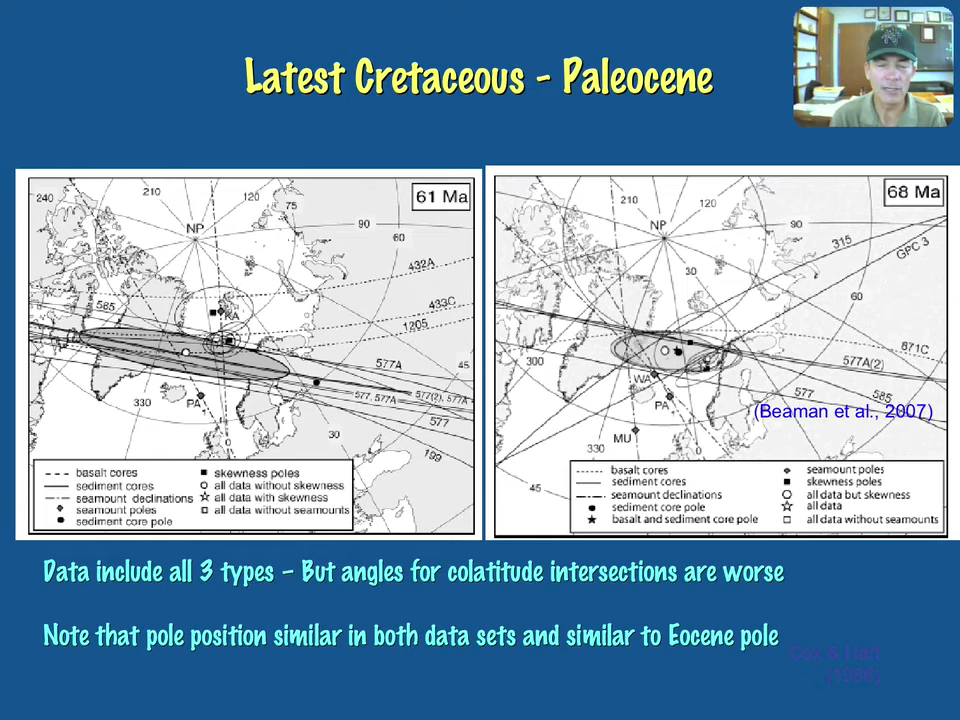 Latest Cretaceous - Paleocene
240
210
120
75
61 Ma
NP
90
60
432A
585
KA
433C
1205
577A
45
330
PA
577, 577A
577(2), 577A
577
0
30
199
basalt cores
sediment cores
seamount declinations
seamount poles
sediment core pole
skewness poles
all data without skewness
all data with skewness
all data without seamounts
210
120
68 Ma
NP
90
315
GPC 3
30
60
871C
300
577A(2)
WA
577
585
PA
(Beaman et al., 2007)
MU
330
0
45
basalt cores
sediment cores
seamount declinations
sediment core pole
basalt and sediment core pole
seamount poles
skewness poles
all data but skewness
all data
all data without seamounts
Data include all 3 types – But angles for colatitude intersections are worse
Note that pole position similar in both data sets and similar to Eocene pole
Cox & Hart
(1986)